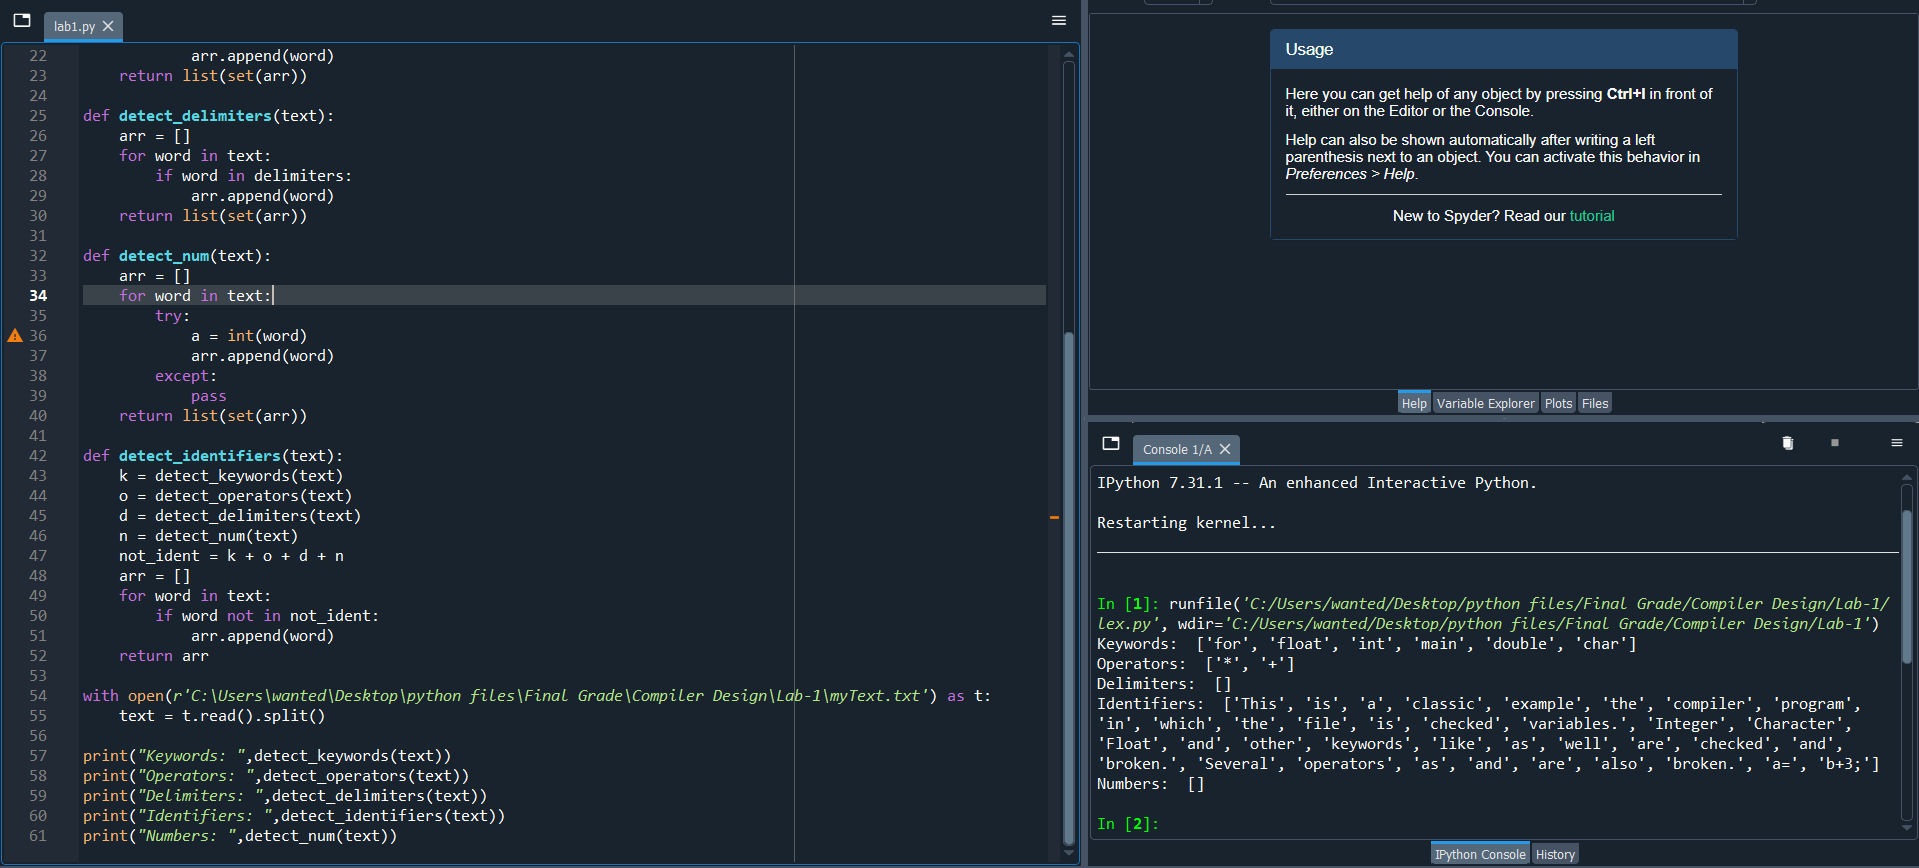 lab1.py
22 arr.append(word)
23 return list(set(arr))
24
25 def detect_delimiters(text):
26 arr = []
27 for word in text:
28 if word in delimiters:
29 arr.append(word)
30 return list(set(arr))
31
32 def detect_num(text):
33 arr = []
34 for word in text:
35 try:
36 a = int(word)
37 arr.append(word)
38 except:
39 pass
40 return list(set(arr))
41
42 def detect_identifiers(text):
43 k = detect_keywords(text)
44 o = detect_operators(text)
45 d = detect_delimiters(text)
46 n = detect_num(text)
47 not_ident = k + o + d + n
48 arr = []
49 for word in text:
50 if word not in not_ident:
51 arr.append(word)
52 return arr
53
54 with open(r'C:\Users\wanted\Desktop\python files\Final Grade\Compiler Design\Lab-1\myText.txt') as t:
55 text = t.read().split()
56
57 print("Keywords: ",detect_keywords(text))
58 print("Operators: ",detect_operators(text))
59 print("Delimiters: ",detect_delimiters(text))
60 print("Identifiers: ",detect_identifiers(text))
61 print("Numbers: ",detect_num(text))
Usage
Here you can get help of any object by pressing Ctrl+I in front of
it, either on the Editor or the Console.
Help can also be shown automatically after writing a left
parenthesis next to an object. You can activate this behavior in
Preferences > Help.
New to Spyder? Read our tutorial
Help Variable Explorer Plots Files
Console 1/A
IPython 7.31.1 -- An enhanced Interactive Python.
Restarting kernel...
In [1]: runfile('C:/Users/wanted/Desktop/python files/Final Grade/Compiler Design/Lab-1/
lex.py', wdir='C:/Users/wanted/Desktop/python files/Final Grade/Compiler Design/Lab-1')
Keywords:  ['for', 'float', 'int', 'main', 'double', 'char']
Operators:  ['*', '+']
Delimiters:  []
Identifiers:  ['This', 'is', 'a', 'classic', 'example', 'the', 'compiler', 'program',
'in', 'which', 'the', 'file', 'is', 'checked', 'variables.', 'Integer', 'Character',
'Float', 'and', 'other', 'keywords', 'like', 'as', 'well', 'are', 'checked', 'and',
'broken.', 'Several', 'operators', 'as', 'and', 'are', 'also', 'broken.', 'a=', 'b+3;']
Numbers:  []
In [2]:
IPython Console History